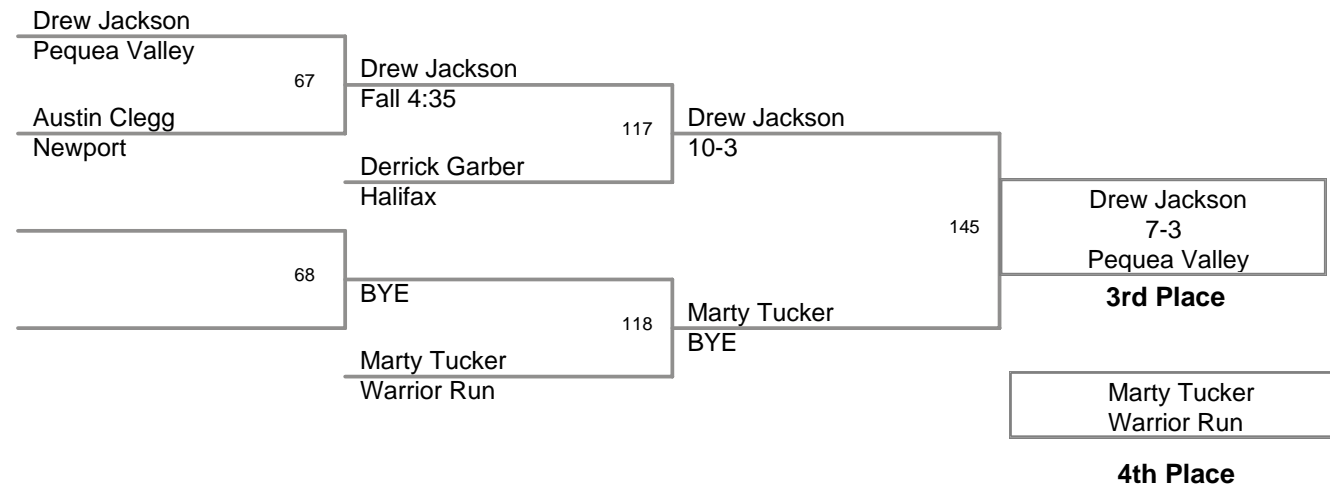 Drew Jackson
Pequea Valley
67
Austin Clegg
Newport
68
Drew Jackson
Fall 4:35
117
Derrick Garber
Halifax
BYE
118
Marty Tucker
Warrior Run
Drew Jackson
10-3
145
Marty Tucker
BYE
Drew Jackson
7-3
Pequea Valley
3rd Place
Marty Tucker
Warrior Run
4th Place